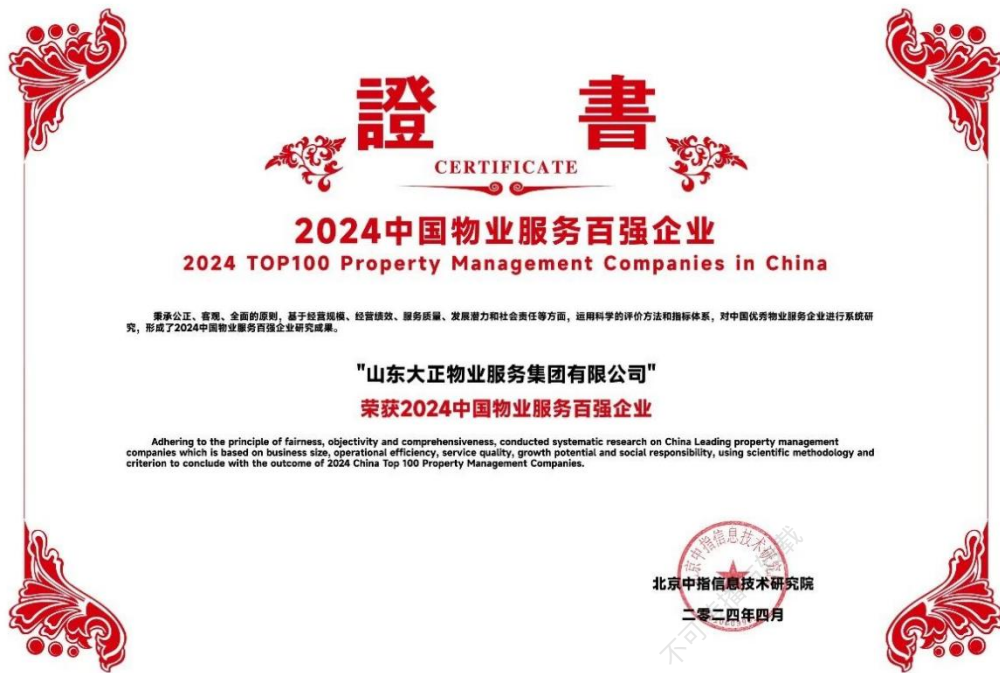 證 書
CERTIFICATE
2024中国物业服务百强企业
2024 TOP100 Property Management Companies in China
秉承公正、客观、全面的原则，基于经营规模、经营绩效、服务质量、发展潜力和社会责任等方面，运用科学的评价方法和指标体系，对中国优秀物业服务企业进行系统研
究，形成了2024中国物业服务百强企业研究成果。
"山东大正物业服务集团有限公司"
荣获2024中国物业服务百强企业
Adhering to the principle of fairness, objectivity and comprehensiveness, conducted systematic research on China Leading property management
companies which is based on business size, operational efficiency, service quality, growth potential and social responsibility, using scientific methodology and
criterion to conclude with the outcome of 2024 China Top 100 Property Management Companies.
北京中指信息技术研究院
北京中指信息技术研究院
二零二四年四月